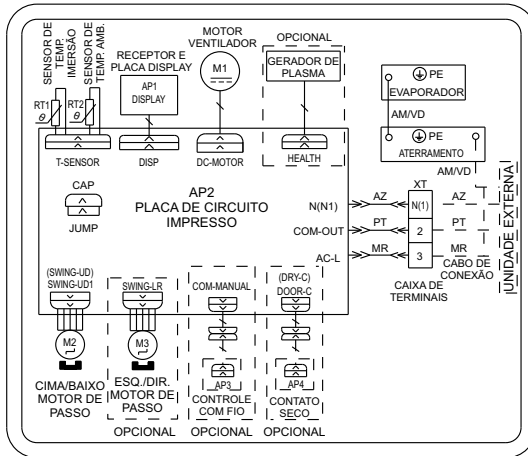 SENSOR DE
TEMP.
IMERSÃO
SENSOR DE
TEMP. AMB.
RECEPTOR E
PLACA DISPLAY
MOTOR
VENTILADOR
OPCIONAL
GERADOR DE
PLASMA
AP1
DISPLAY
M1
PE
EVAPORADOR
AM/VD
RT1
θ
RT2
θ
PE
ATERRAMENTO
AM/VD
T-SENSOR
DISP
DC-MOTOR
HEALTH
CAP
JUMP
AP2
PLACA DE CIRCUITO
IMPRESSO
XT
N(N1)
AZ
N(1)
AZ
COM-OUT
PT
2
PT
AC-L
MR
3
MR
CAIXA DE
TERMINAIS
CABO DE
CONEXÃO
UNIDADE EXTERNA
(SWING-UD)
SWING-UD1
SWING-LR
COM-MANUAL
(DRY-C)
DOOR-C
M2
M3
AP3
AP4
CIMA/BAIXO
MOTOR DE
PASSO
ESQ./DIR.
MOTOR DE
PASSO
CONTROLE
COM FIO
CONTATO
SECO
OPCIONAL
OPCIONAL
OPCIONAL